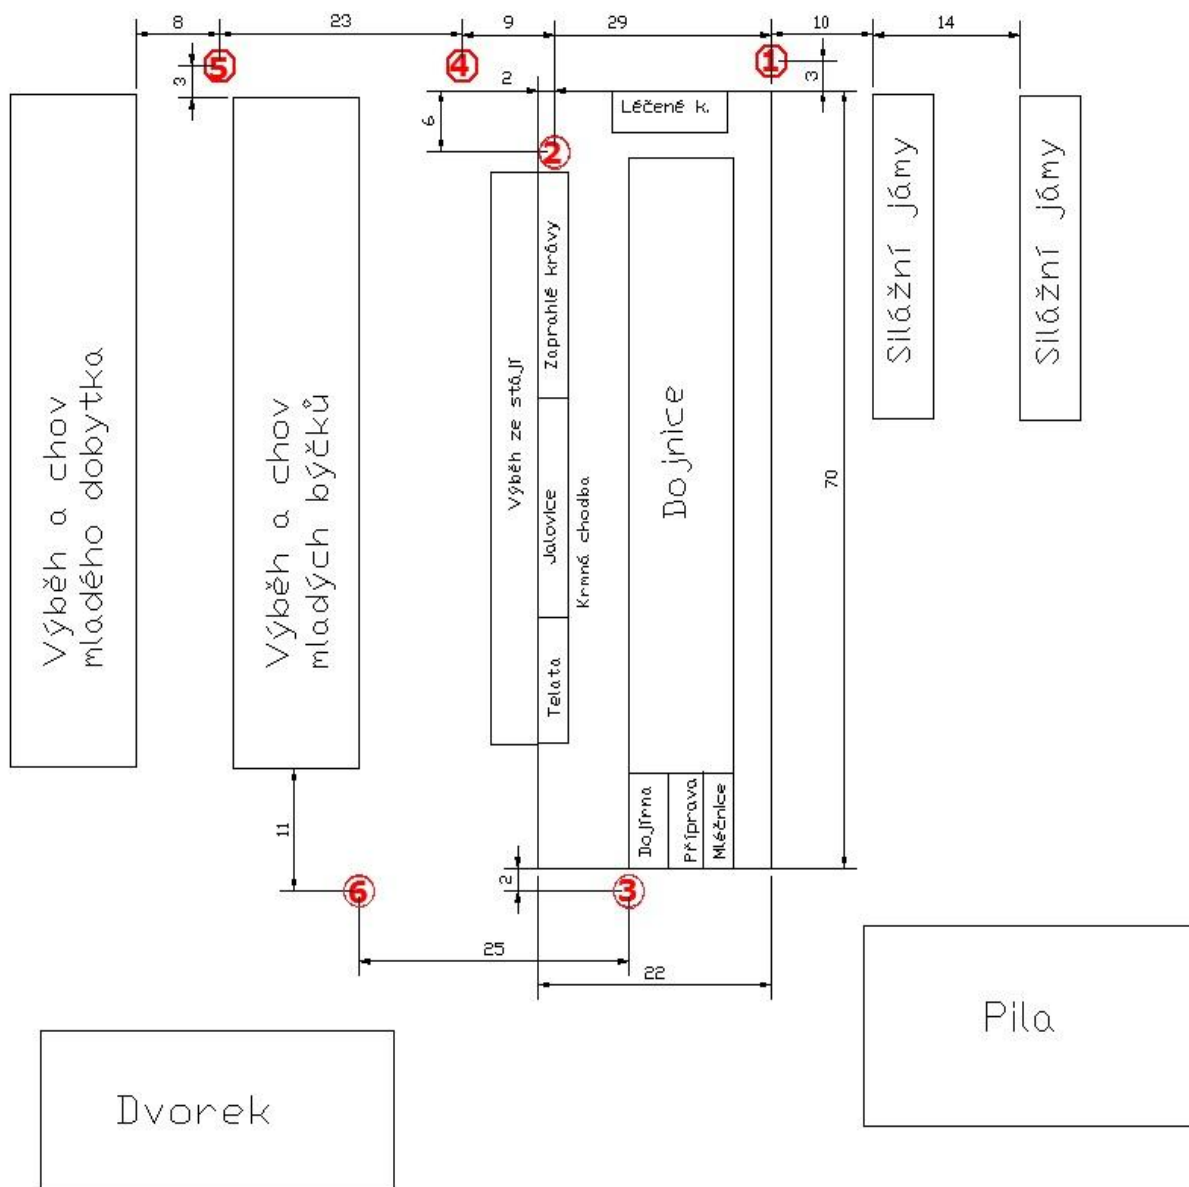 8
23
9
29
10
14
5
4
1
3
2
3
6
Léčené k.
2
Výběh a chov
mladého dobytka
Výběh a chov
mladých býčků
Výběh ze stájí
Zaprahlé krávy
Jalovice
Telata
Krmná chodba
Dojnice
70
Silážní jámy
Silážní jámy
Dojírna
Příprava
Mléčnice
11
2
6
3
25
22
Pila
Dvorek